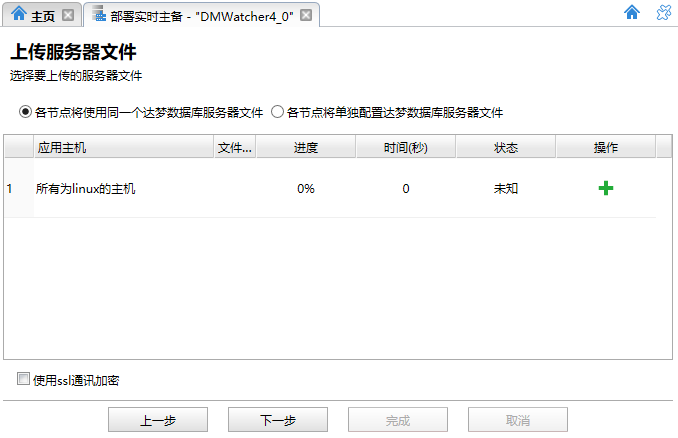 主页 部署实时主备 - "DMWatcher4_0"
上传服务器文件
选择要上传的服务器文件
各节点将使用同一个达梦数据库服务器文件 各节点将单独配置达梦数据库服务器文件
应用主机 文件... 进度 时间(秒) 状态 操作
1 所有为linux的主机 0% 0 未知
使用ssl通讯加密
上一步 下一步 完成 取消